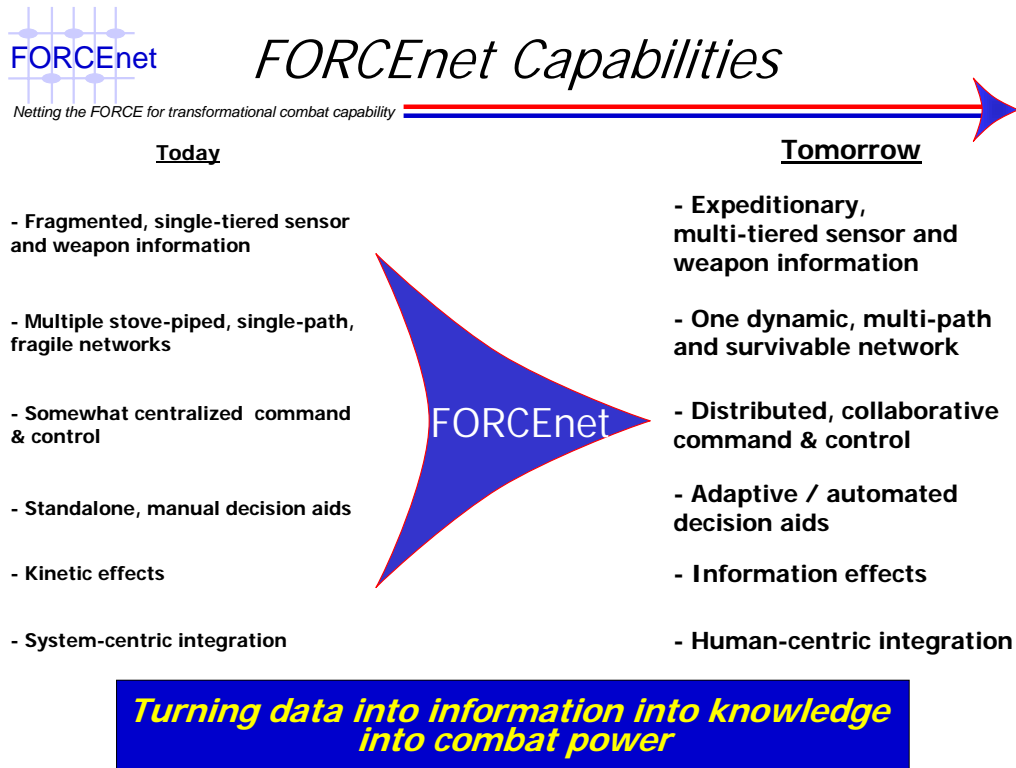 FORCEnet
FORCEnet Capabilities
Netting the FORCE for transformational combat capability
Today
- Fragmented, single-tiered sensor
and weapon information
- Multiple stove-piped, single-path,
fragile networks
- Somewhat centralized command
& control
- Standalone, manual decision aids
- Kinetic effects
- System-centric integration
FORCEnet
Tomorrow
- Expeditionary,
multi-tiered sensor and
weapon information
- One dynamic, multi-path
and survivable network
- Distributed, collaborative
command & control
- Adaptive / automated
decision aids
- Information effects
- Human-centric integration
Turning data into information into knowledge
into combat power